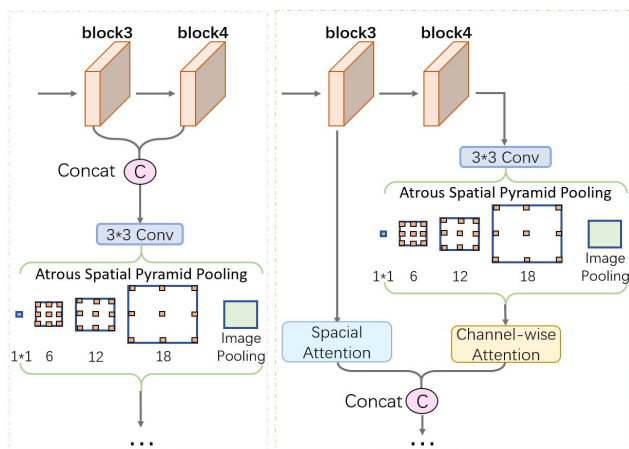 block3
block4
Concat
C
3*3 Conv
Atrous Spatial Pyramid Pooling
1*1
6
12
18
Image
Pooling
...
block3
block4
3*3 Conv
Atrous Spatial Pyramid Pooling
1*1
6
12
18
Image
Pooling
Spacial
Attention
Channel-wise
Attention
Concat
C
...